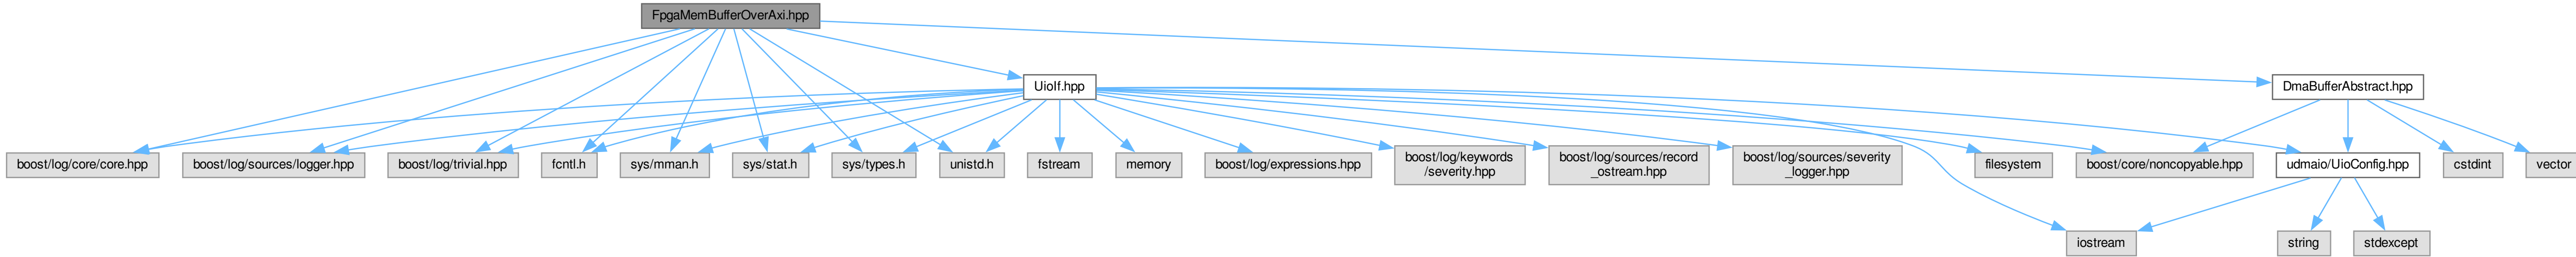 FpgaMemBufferOverAxi.hpp
UioIf.hpp
DmaBufferAbstract.hpp
boost/log/core/core.hpp
boost/log/sources/logger.hpp
boost/log/trivial.hpp
fcntl.h
sys/mman.h
sys/stat.h
sys/types.h
unistd.h
fstream
memory
boost/log/expressions.hpp
boost/log/keywords
/severity.hpp
boost/log/sources/record
_ostream.hpp
boost/log/sources/severity
_logger.hpp
filesystem
boost/core/noncopyable.hpp
udmaio/UioConfig.hpp
cstdint
vector
iostream
string
stdexcept